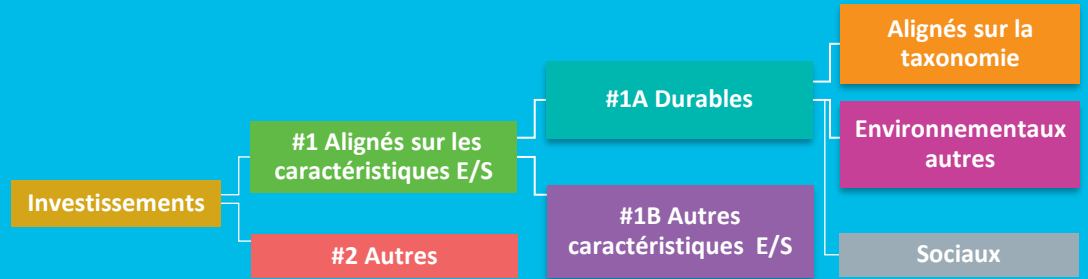 Investissements
#1 Alignés sur les
caractéristiques E/S
#2 Autres
#1A Durables
#1B Autres
caractéristiques E/S
Alignés sur la
taxonomie
Environnementaux
autres
Sociaux